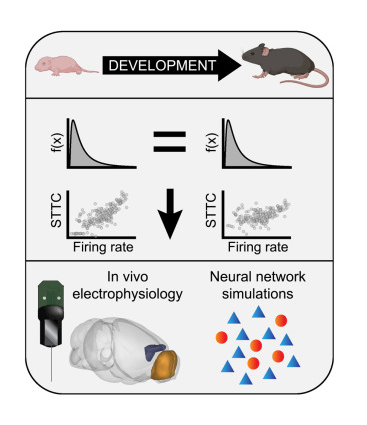 DEVELOPMENT
f(x)
=
f(x)
STTC
STTC
Firing rate
Firing rate
In vivo
electrophysiology
Neural network
simulations